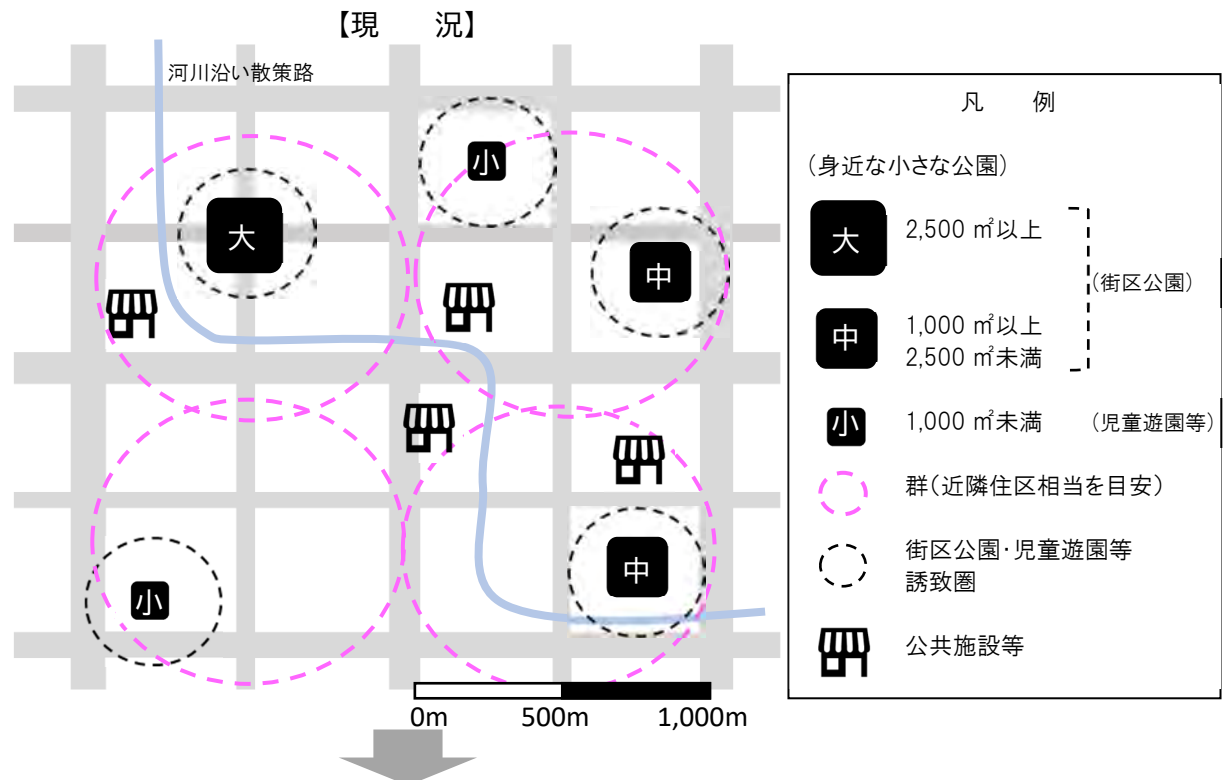 【現　　況】
河川沿い散策路
小
大
中
中
小
0m 500m 1,000m
凡　　例
(身近な小さな公園)
大 2,500 ㎡以上
(街区公園)
中 1,000 ㎡以上
2,500 ㎡未満
小 1,000 ㎡未満 (児童遊園等)
群(近隣住区相当を目安)
街区公園・児童遊園等
誘致圏
公共施設等